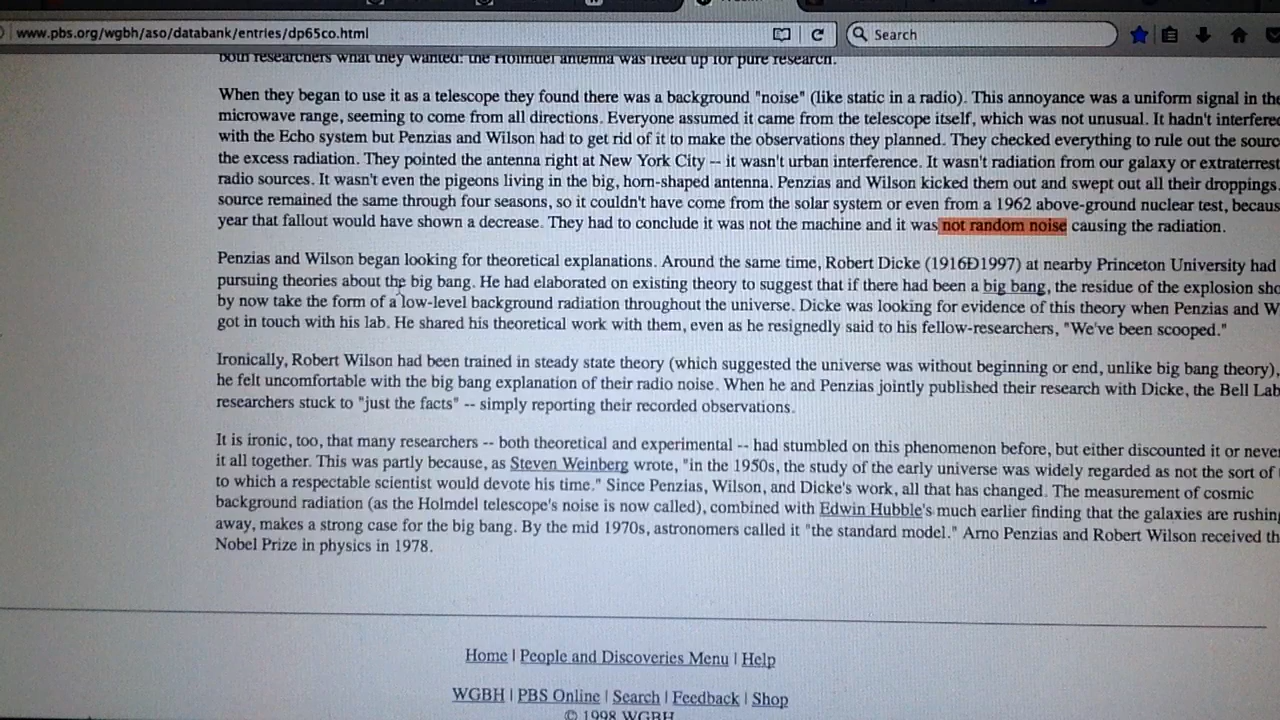 www.pbs.org/wgbh/aso/databank/entries/dp65co.html
Search
both researchers what they wanted: the Holmdel antenna was freed up for pure research.
When they began to use it as a telescope they found there was a background "noise" (like static in a radio). This annoyance was a uniform signal in the
microwave range, seeming to come from all directions. Everyone assumed it came from the telescope itself, which was not unusual. It hadn't interfered
with the Echo system but Penzias and Wilson had to get rid of it to make the observations they planned. They checked everything to rule out the sourc
the excess radiation. They pointed the antenna right at New York City -- it wasn't urban interference. It wasn't radiation from our galaxy or extraterrest
radio sources. It wasn't even the pigeons living in the big, horn-shaped antenna. Penzias and Wilson kicked them out and swept out all their droppings.
source remained the same through four seasons, so it couldn't have come from the solar system or even from a 1962 above-ground nuclear test, becaus
year that fallout would have shown a decrease. They had to conclude it was not the machine and it was not random noise causing the radiation.
Penzias and Wilson began looking for theoretical explanations. Around the same time, Robert Dicke (1916Ð1997) at nearby Princeton University had
pursuing theories about the big bang. He had elaborated on existing theory to suggest that if there had been a big bang, the residue of the explosion sho
by now take the form of a low-level background radiation throughout the universe. Dicke was looking for evidence of this theory when Penzias and W
got in touch with his lab. He shared his theoretical work with them, even as he resignedly said to his fellow-researchers, "We've been scooped."
Ironically, Robert Wilson had been trained in steady state theory (which suggested the universe was without beginning or end, unlike big bang theory),
he felt uncomfortable with the big bang explanation of their radio noise. When he and Penzias jointly published their research with Dicke, the Bell Lab
researchers stuck to "just the facts" -- simply reporting their recorded observations.
It is ironic, too, that many researchers -- both theoretical and experimental -- had stumbled on this phenomenon before, but either discounted it or never
it all together. This was partly because, as Steven Weinberg wrote, "in the 1950s, the study of the early universe was widely regarded as not the sort of
to which a respectable scientist would devote his time." Since Penzias, Wilson, and Dicke's work, all that has changed. The measurement of cosmic
background radiation (as the Holmdel telescope's noise is now called), combined with Edwin Hubble's much earlier finding that the galaxies are rushing
away, makes a strong case for the big bang. By the mid 1970s, astronomers called it "the standard model." Arno Penzias and Robert Wilson received th
Nobel Prize in physics in 1978.
Home | People and Discoveries Menu | Help
WGBH | PBS Online | Search | Feedback | Shop
© 1998 WGBH